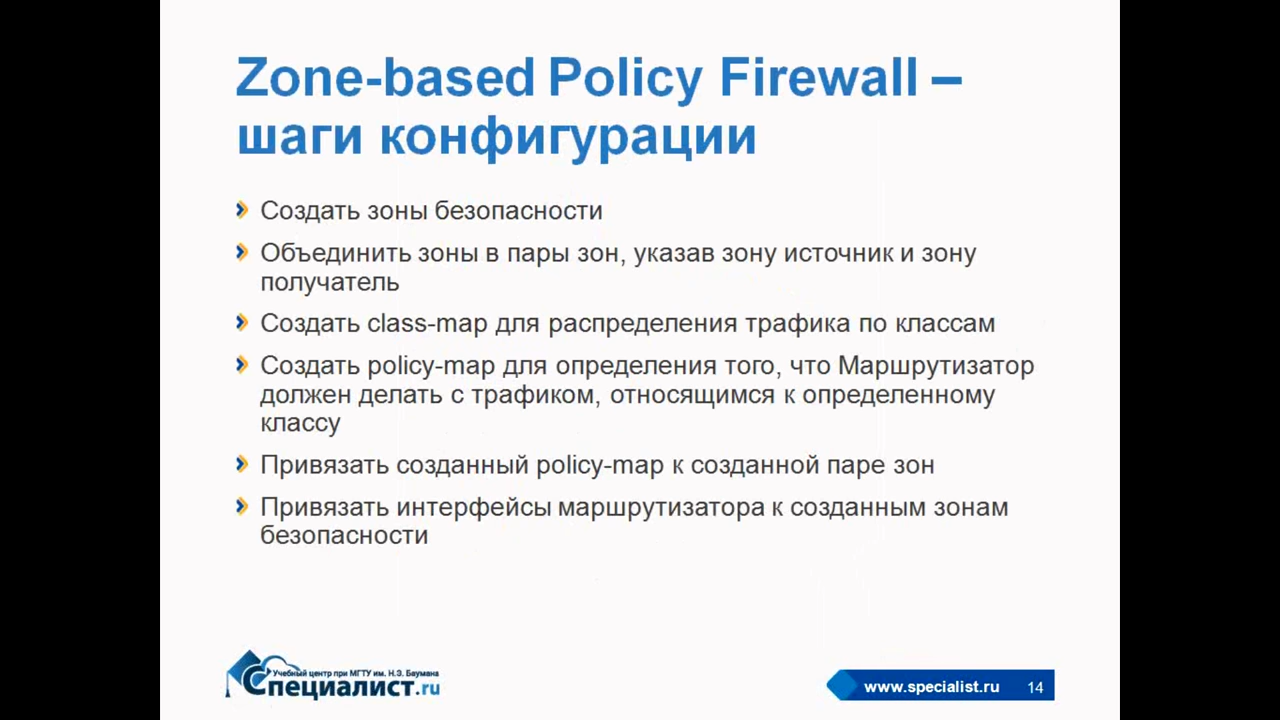 Zone-based Policy Firewall –
шаги конфигурации
Создать зоны безопасности
Объединить зоны в пары зон, указав зону источник и зону
получатель
Создать class-map для распределения трафика по классам
Создать policy-map для определения того, что Маршрутизатор
должен делать с трафиком, относящимся к определенному
классу
Привязать созданный policy-map к созданной паре зон
Привязать интерфейсы маршрутизатора к созданным зонам
безопасности
Учебный центр при МГТУ им. Н.Э. Баумана
Специалист.ru
www.specialist.ru 14